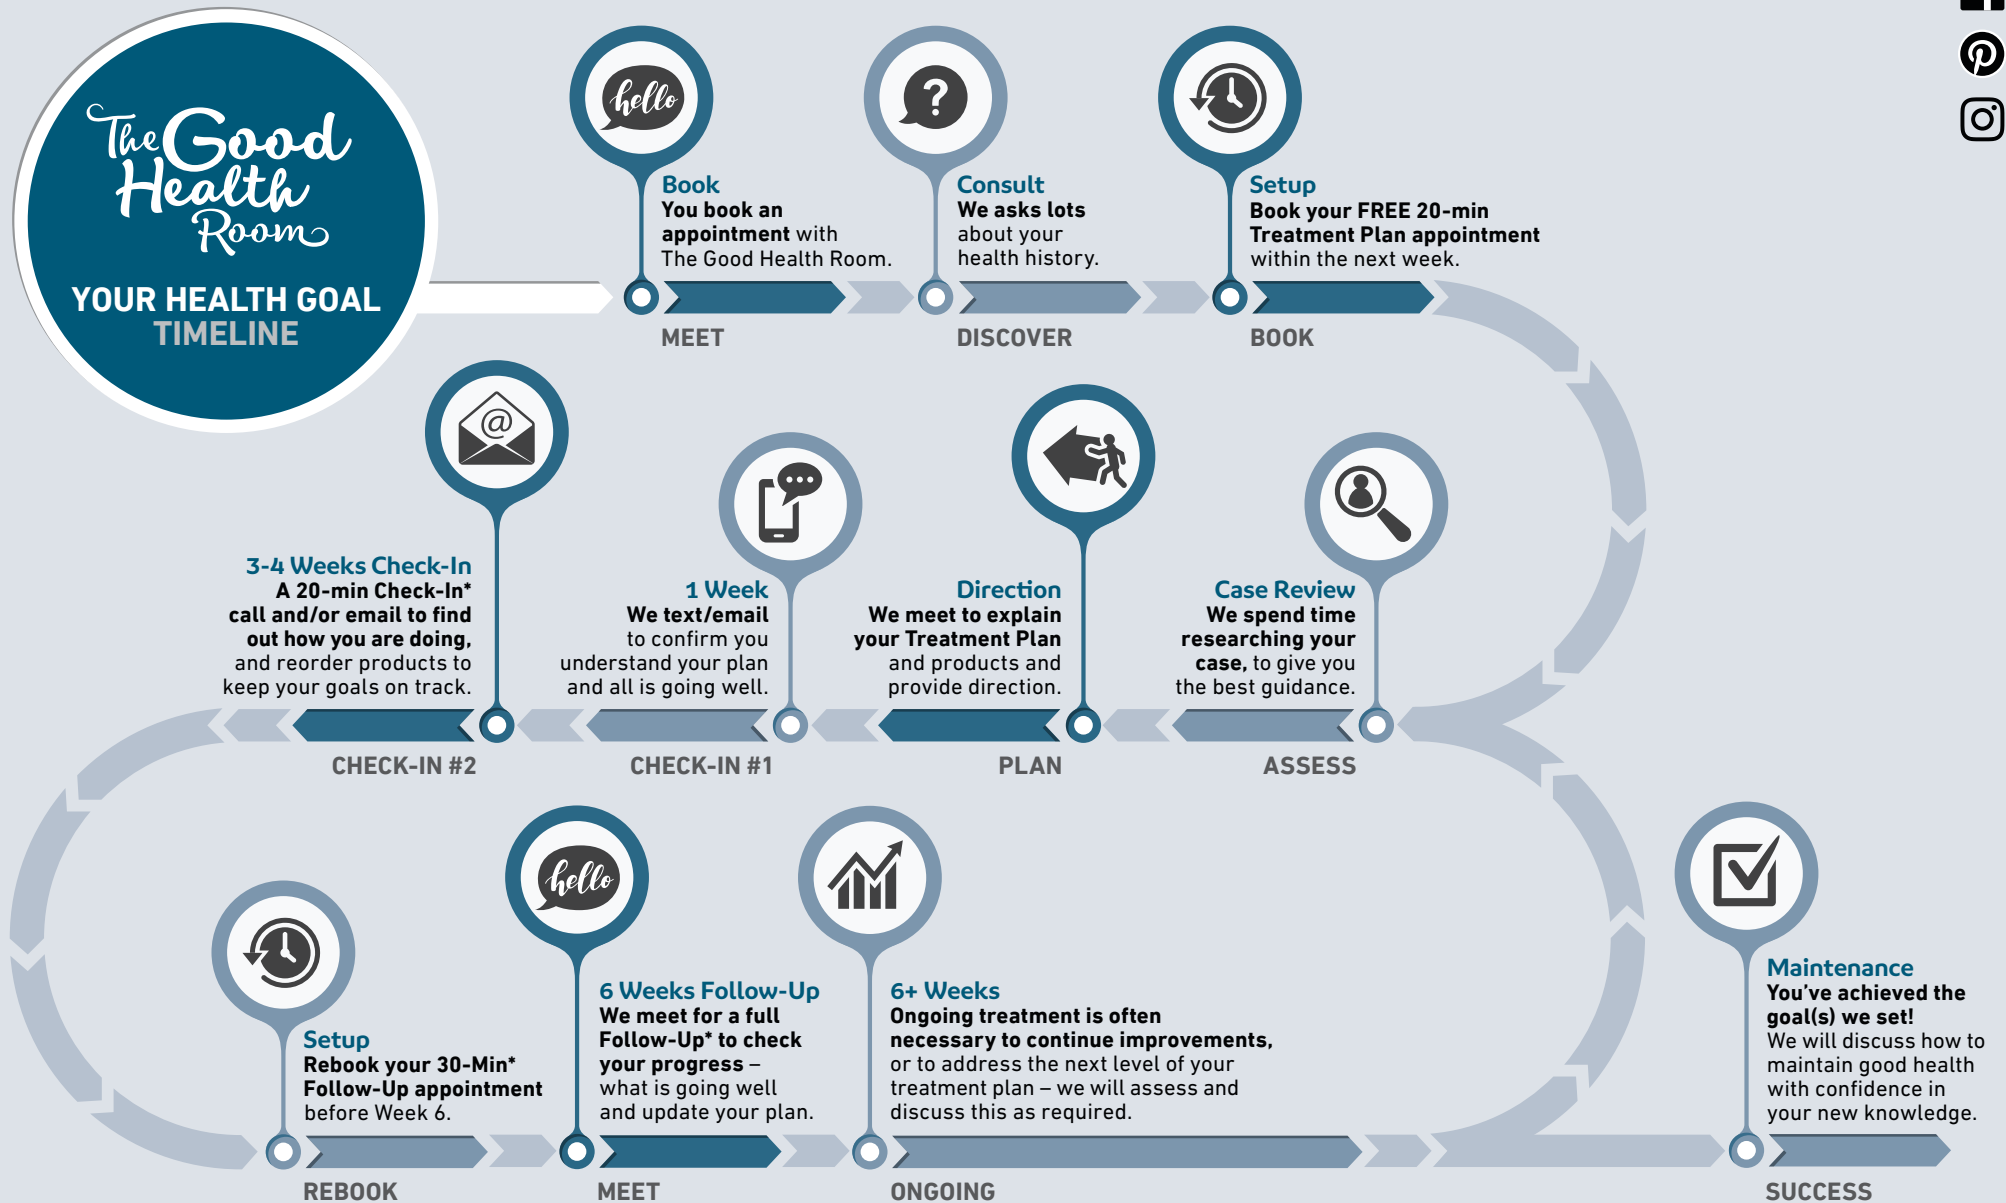 The Good
Health
Room
YOUR HEALTH GOAL
TIMELINE
hello
Book
You book an
appointment with
The Good Health Room.
MEET
?
Consult
We asks lots
about your
health history.
DISCOVER
Setup
Book your FREE 20-min
Treatment Plan appointment
within the next week.
BOOK
Case Review
We spend time
researching your
case, to give you
the best guidance.
ASSESS
Direction
We meet to explain
your Treatment Plan
and products and
provide direction.
PLAN
1 Week
We text/email
to confirm you
understand your plan
and all is going well.
CHECK-IN #1
@
3-4 Weeks Check-In
A 20-min Check-In*
call and/or email to find
out how you are doing,
and reorder products to
keep your goals on track.
CHECK-IN #2
Setup
Rebook your 30-Min*
Follow-Up appointment
before Week 6.
REBOOK
hello
6 Weeks Follow-Up
We meet for a full
Follow-Up* to check
your progress –
what is going well
and update your plan.
MEET
6+ Weeks
Ongoing treatment is often
necessary to continue improvements,
or to address the next level of your
treatment plan – we will assess and
discuss this as required.
ONGOING
Maintenance
You've achieved the
goal(s) we set!
We will discuss how to
maintain good health
with confidence in
your new knowledge.
SUCCESS